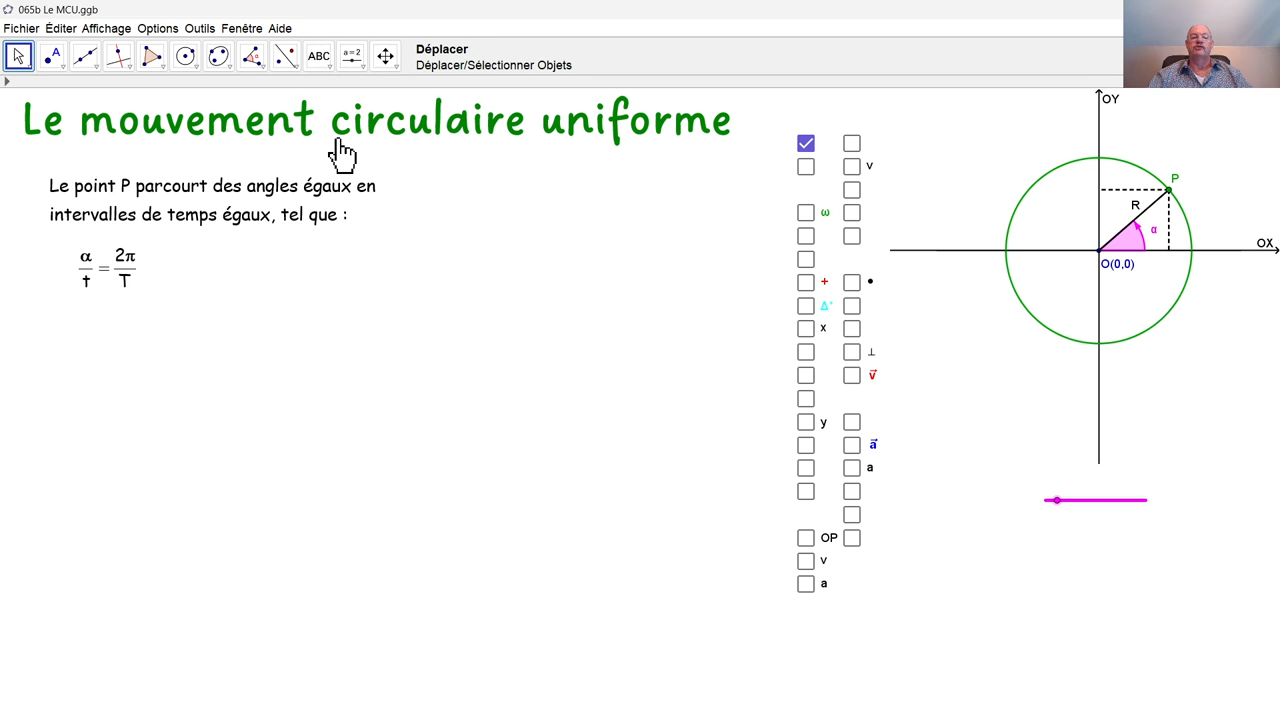 065b Le MCU.ggb
Fichier Éditer Affichage Options Outils Fenêtre Aide
A
ABC
a=2
Déplacer
Déplacer/Sélectionner Objets
Le mouvement circulaire uniforme
Le point P parcourt des angles égaux en
intervalles de temps égaux, tel que :
α/t = 2π/T
v
ω
+
Δ
x
⊥
v⃗
y
a⃗
a
OP
v
a
OY
P
R
α
OX
O(0,0)